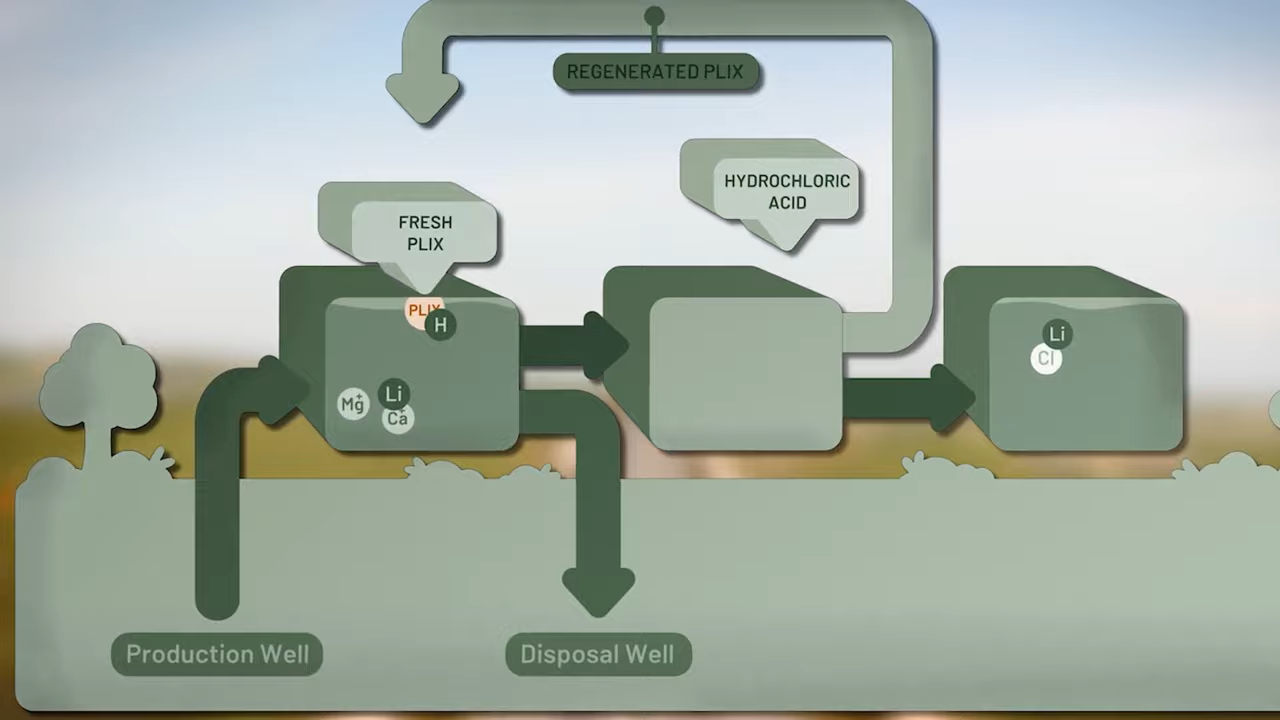 REGENERATED PLIX
HYDROCHLORIC
ACID
FRESH
PLIX
PLIX
H
Li
Cl
Mg+
Li
Ca+
Production Well
Disposal Well